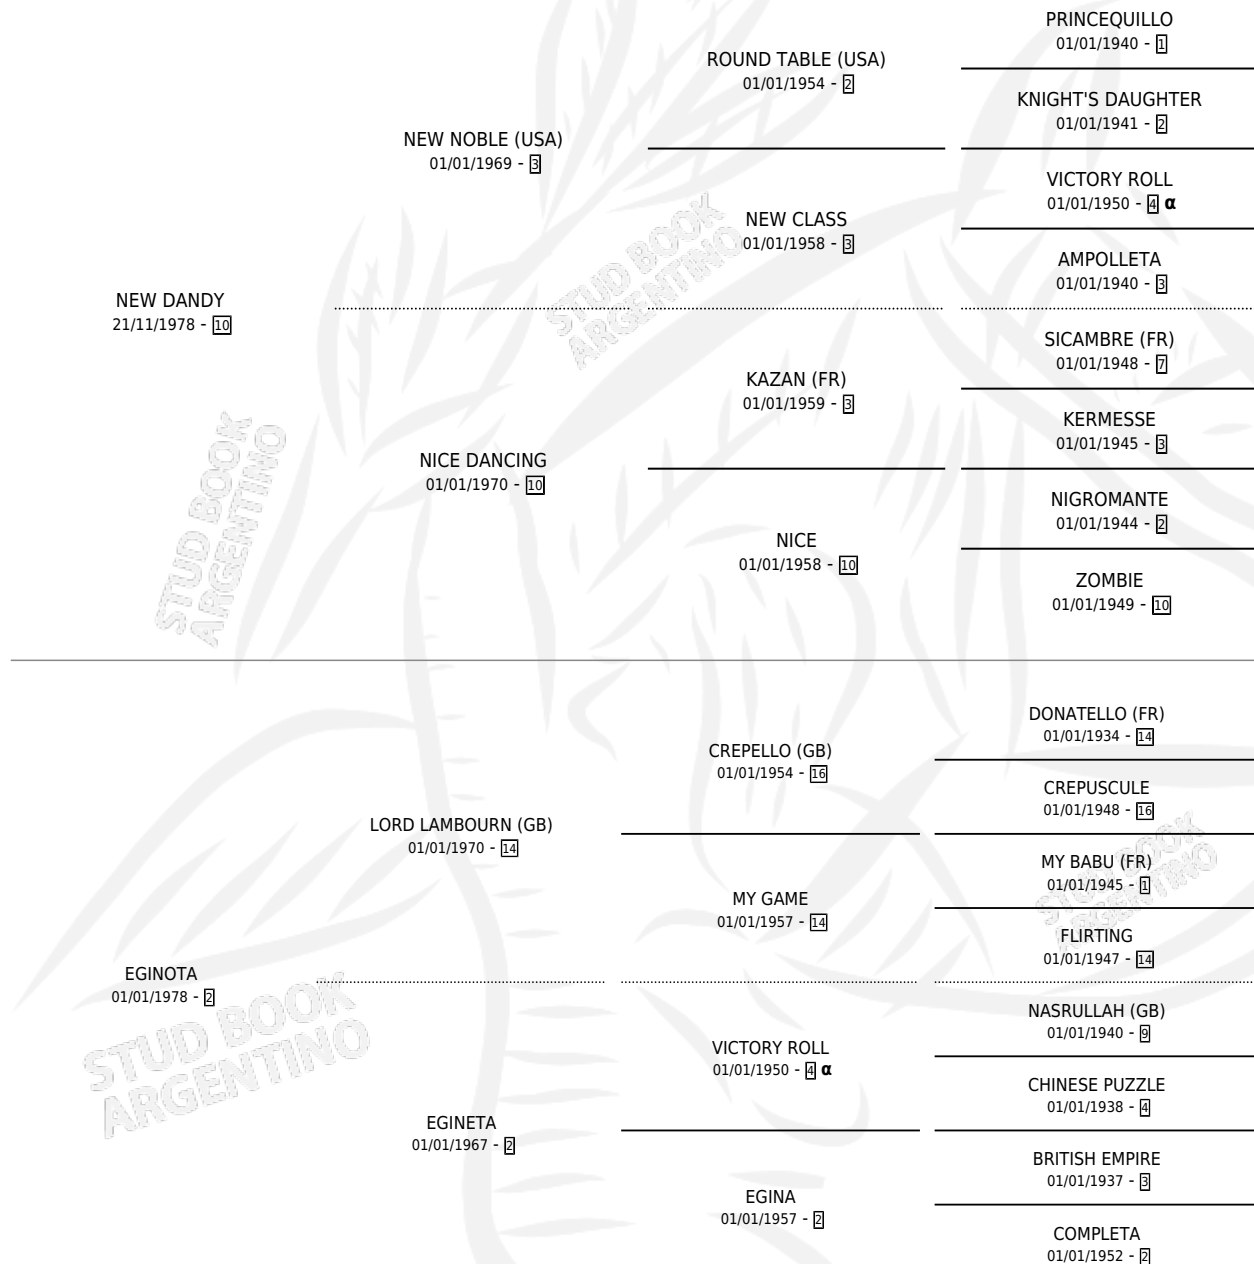 PRINCEQUILLO
01/01/1940 - 1
ROUND TABLE (USA)
01/01/1954 - 2
KNIGHT'S DAUGHTER
01/01/1941 - 2
NEW NOBLE (USA)
01/01/1969 - 3
VICTORY ROLL
01/01/1950 - 4 α
NEW CLASS
01/01/1958 - 3
AMPOLLETA
01/01/1940 - 3
NEW DANDY
21/11/1978 - 10
SICAMBRE (FR)
01/01/1948 - 7
KAZAN (FR)
01/01/1959 - 3
KERMESSE
01/01/1945 - 3
NICE DANCING
01/01/1970 - 10
NIGROMANTE
01/01/1944 - 2
NICE
01/01/1958 - 10
ZOMBIE
01/01/1949 - 10
DONATELLO (FR)
01/01/1934 - 14
CREPELLO (GB)
01/01/1954 - 16
CREPUSCULE
01/01/1948 - 16
LORD LAMBOURN (GB)
01/01/1970 - 14
MY BABU (FR)
01/01/1945 - 1
MY GAME
01/01/1957 - 14
FLIRTING
01/01/1947 - 14
EGINOTA
01/01/1978 - 2
NASRULLAH (GB)
01/01/1940 - 9
VICTORY ROLL
01/01/1950 - 4 α
CHINESE PUZZLE
01/01/1938 - 4
EGINETA
01/01/1967 - 2
BRITISH EMPIRE
01/01/1937 - 3
EGINA
01/01/1957 - 2
COMPLETA
01/01/1952 - 2
STUD BOOK
ARGENTINO
STUD BOOK
ARGENTINO
STUD BOOK
ARGENTINO
STUD BOOK
ARGENTINO